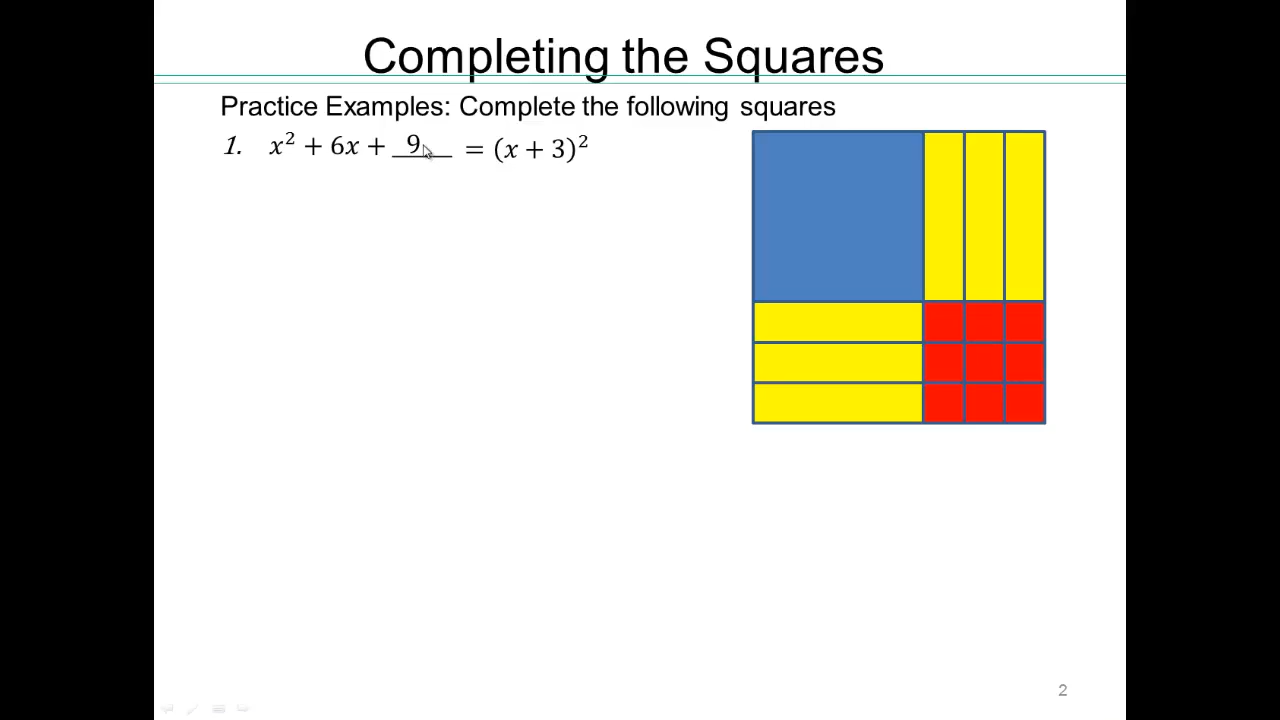 Completing the Squares
Practice Examples: Complete the following squares
1. x² + 6x + 9 = (x + 3)²
2